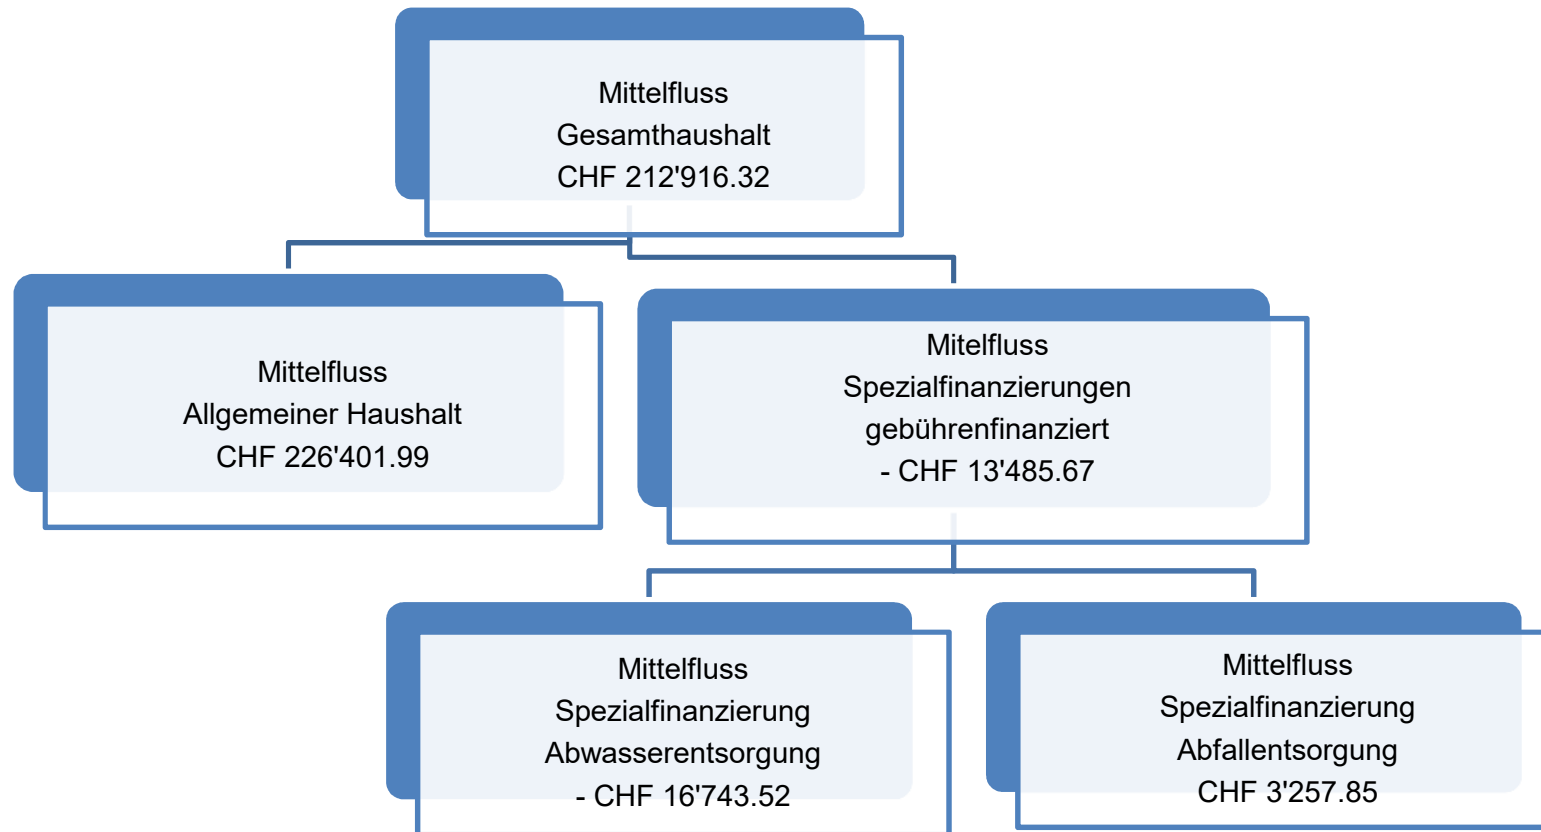 Mittelfluss
Gesamthaushalt
CHF 212'916.32
Mittelfluss
Allgemeiner Haushalt
CHF 226'401.99
Mitelfluss
Spezialfinanzierungen
gebührenfinanziert
- CHF 13'485.67
Mittelfluss
Spezialfinanzierung
Abwasserentsorgung
- CHF 16'743.52
Mittelfluss
Spezialfinanzierung
Abfallentsorgung
CHF 3'257.85